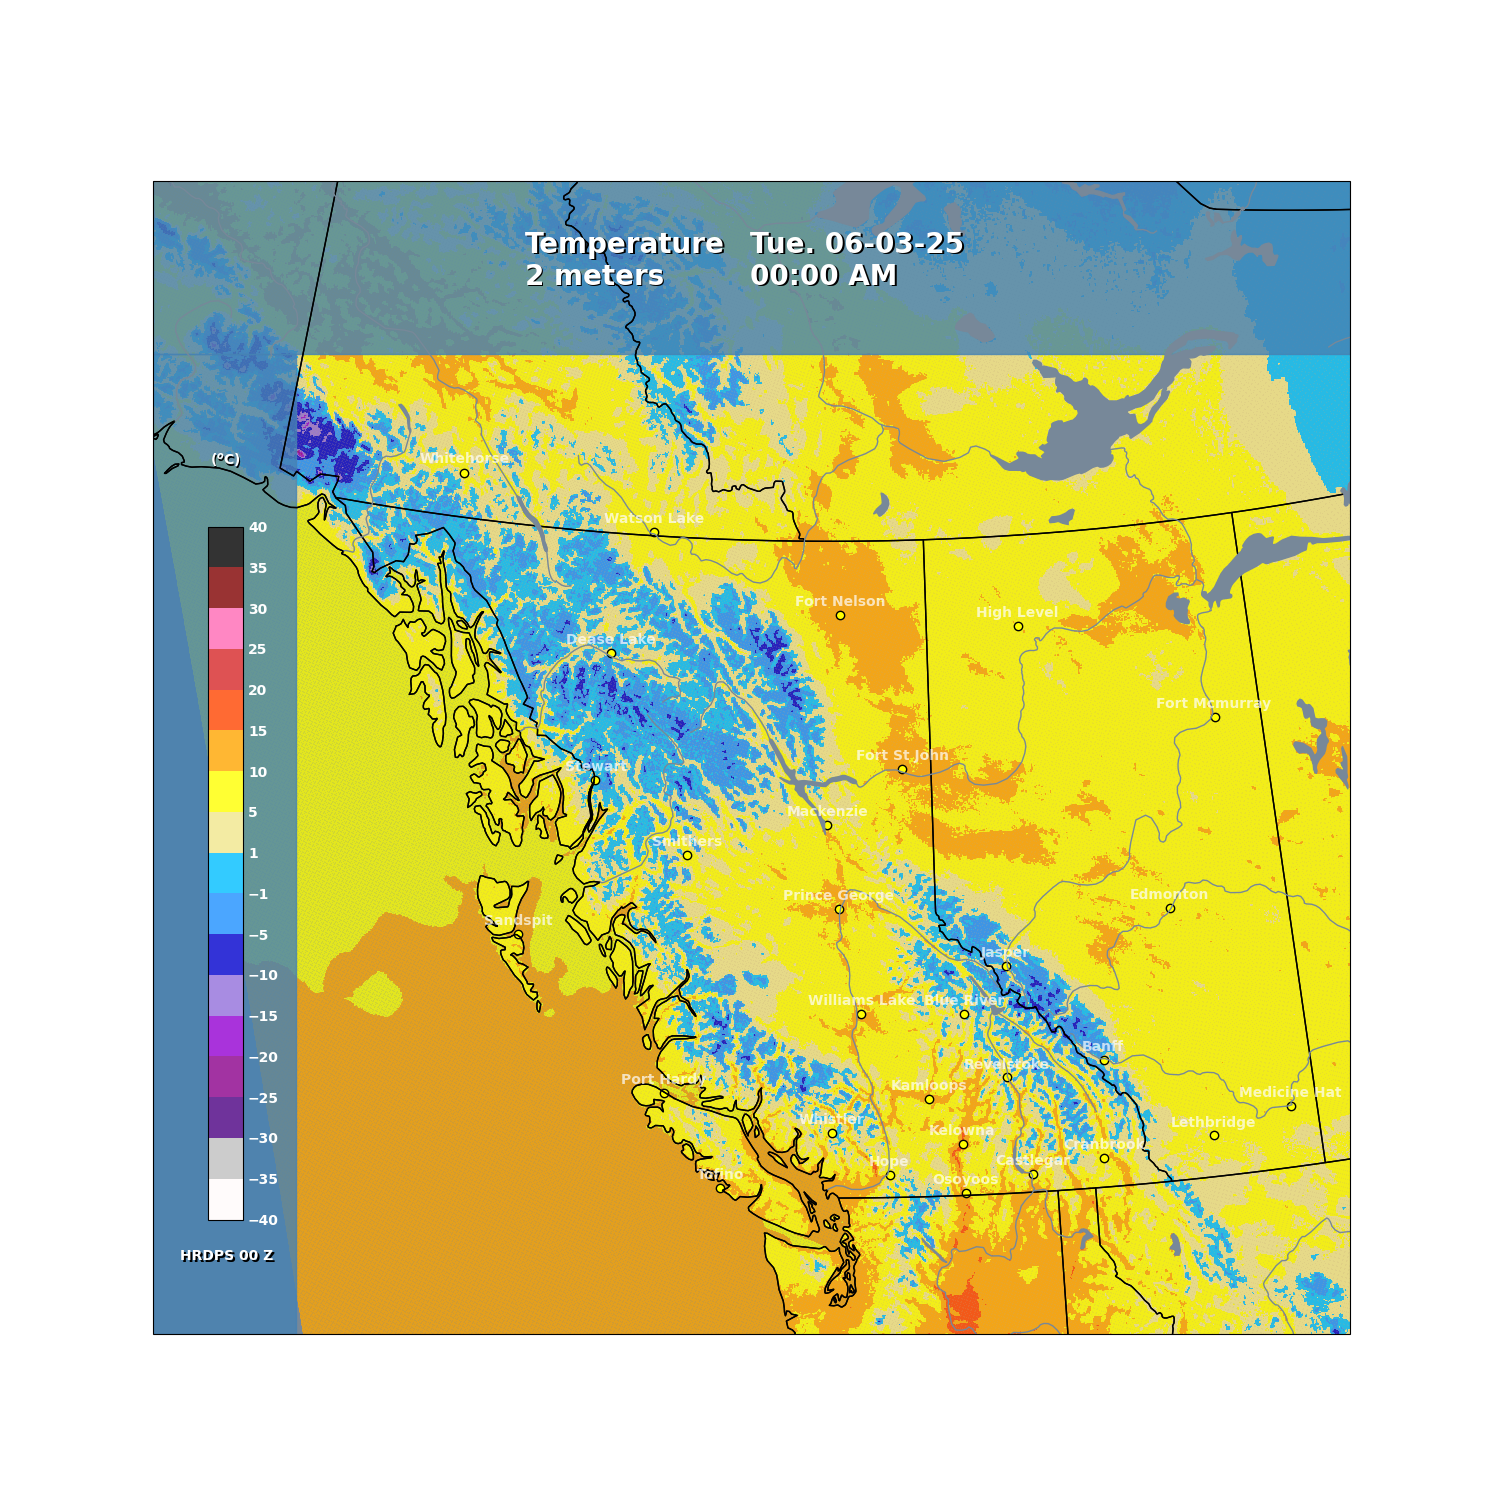 Temperature Tue. 06-03-25
2 meters 00:00 AM
(°C)
Whitehorse
Watson Lake
40
35
30
25
20
15
10
5
1
−1
−5
−10
−15
−20
−25
−30
−35
−40
Fort Nelson
High Level
Dease Lake
Fort Mcmurray
Fort St John
Stewart
Mackenzie
Smithers
Prince George
Edmonton
Sandspit
Jasper
Williams Lake
Blue River
Banff
Revelstoke
Port Hardy
Kamloops
Medicine Hat
Whistler
Lethbridge
Kelowna
Cranbrook
Hope
Castlegar
Tofino
Osoyoos
HRDPS 00 Z